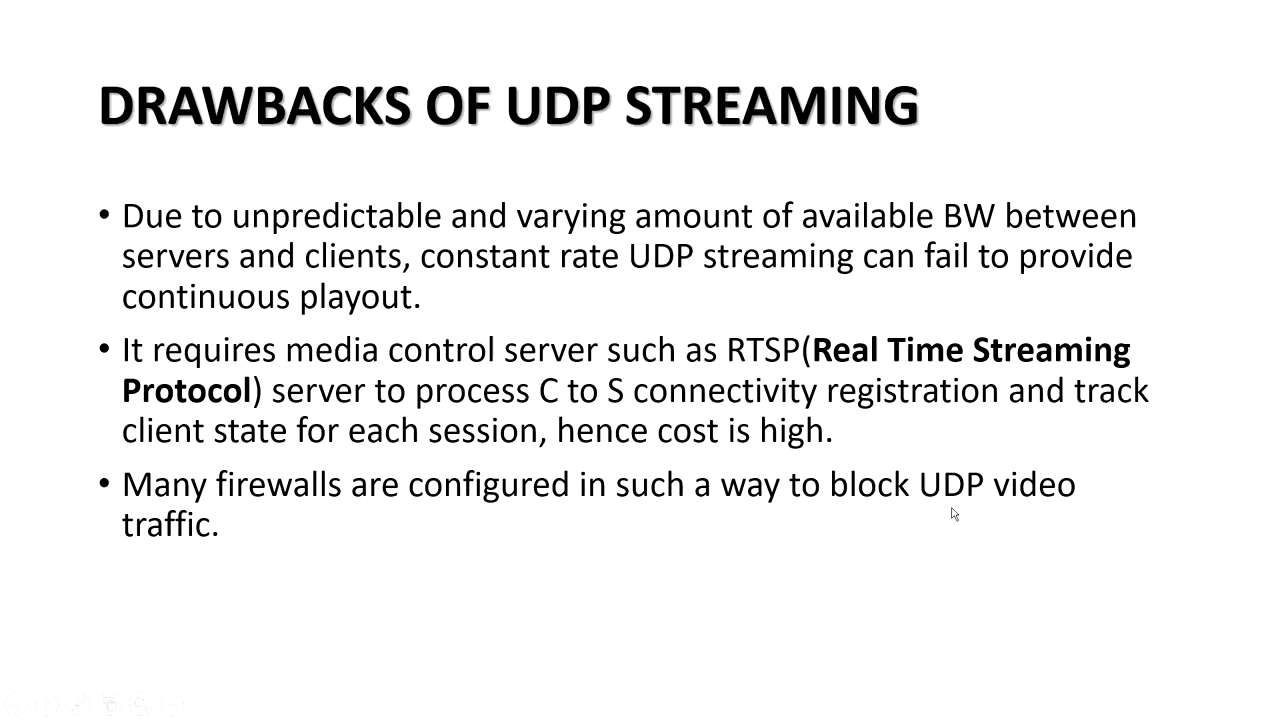 DRAWBACKS OF UDP STREAMING
• Due to unpredictable and varying amount of available BW between
servers and clients, constant rate UDP streaming can fail to provide
continuous playout.
• It requires media control server such as RTSP(Real Time Streaming
Protocol) server to process C to S connectivity registration and track
client state for each session, hence cost is high.
• Many firewalls are configured in such a way to block UDP video
traffic.